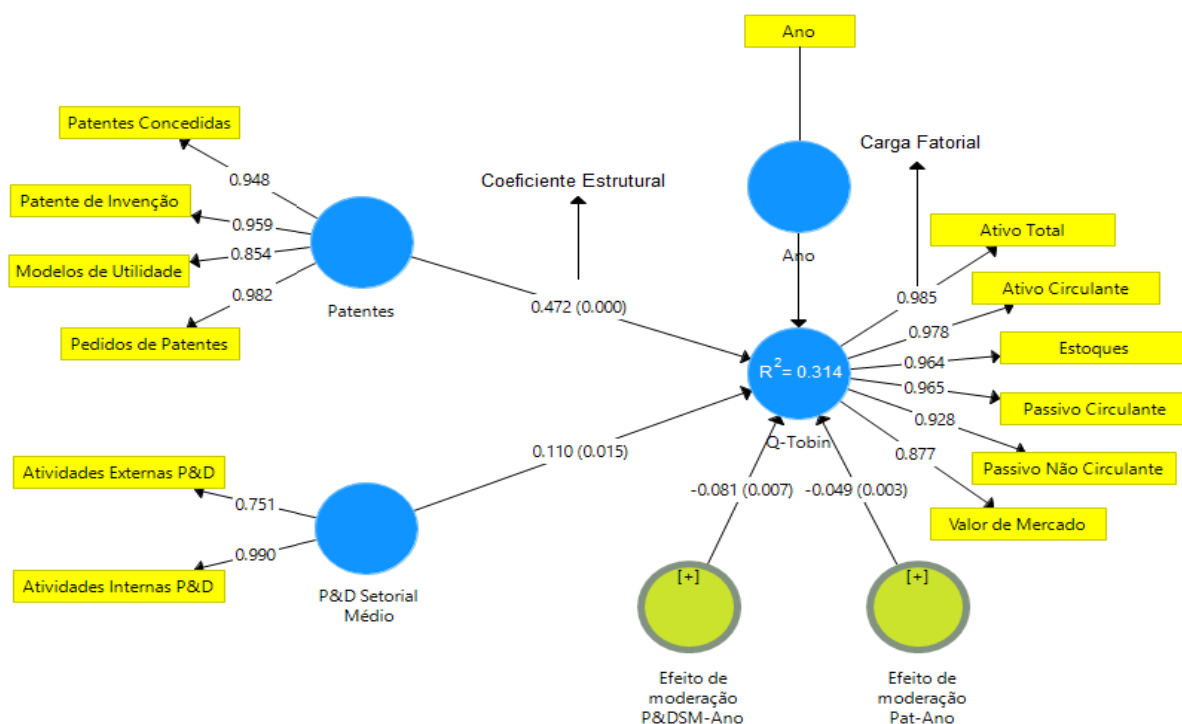 Ano
Patentes Concedidas
0.948
Patente de Invenção
0.959
Modelos de Utilidade
0.854
0.982
Pedidos de Patentes
Patentes
Coeficiente Estrutural
0.472 (0.000)
Ano
Carga Fatorial
Ativo Total
0.985
Ativo Circulante
0.978
Estoques
0.964
0.965
Passivo Circulante
0.928
Passivo Não Circulante
0.877
Valor de Mercado
R²= 0.314
Q-Tobin
0.110 (0.015)
Atividades Externas P&D
0.751
0.990
Atividades Internas P&D
P&D Setorial
Médio
-0.081 (0.007)
-0.049 (0.003)
[+]
[+]
Efeito de
moderação
P&DSM-Ano
Efeito de
moderação
Pat-Ano